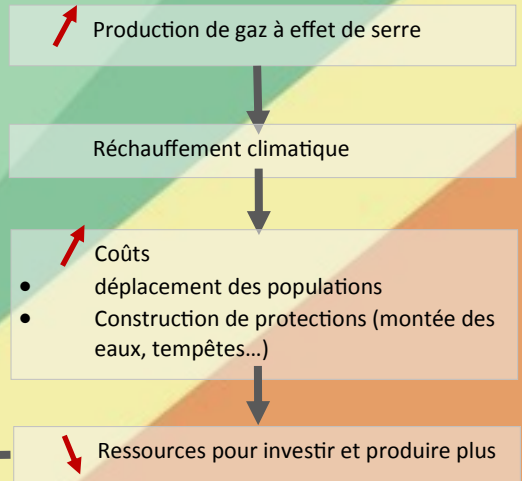 Production de gaz à effet de serre
Réchauffement climatique
Coûts
• déplacement des populations
• Construction de protections (montée des
eaux, tempêtes...)
Ressources pour investir et produire plus